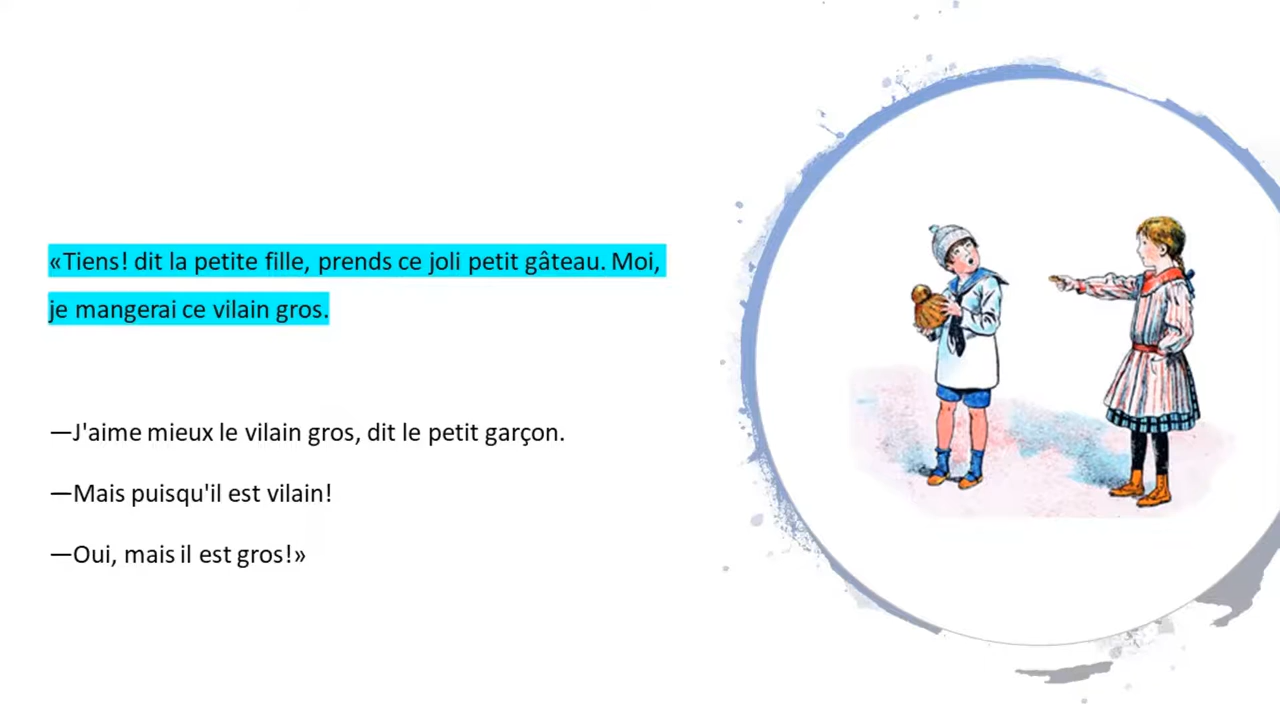 «Tiens! dit la petite fille, prends ce joli petit gâteau. Moi,
je mangerai ce vilain gros.
—J'aime mieux le vilain gros, dit le petit garçon.
—Mais puisqu'il est vilain!
—Oui, mais il est gros!»